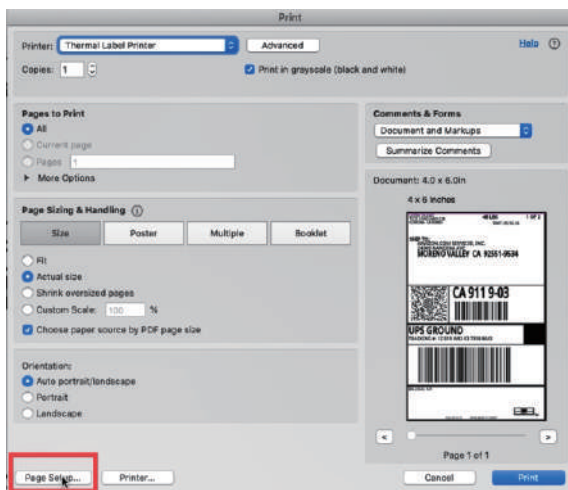 Print
Printer: Thermal Label Printer Advanced Help
Copies: 1 Print in grayscale (black and white)
Pages to Print
All
Current page
Pages 1
More Options
Page Sizing & Handling
Size Poster Multiple Booklet
Fit
Actual size
Shrink oversized pages
Custom Scale: 100 %
Choose paper source by PDF page size
Orientation:
Auto portrait/landscape
Portrait
Landscape
Comments & Forms
Document and Markups
Summarize Comments
Document: 4.0 x 6.0in
4 x 6 Inches
1 OF 2
MORENO VALLEY CA 92551-9534
CA 911 9-03
UPS GROUND
< >
Page 1 of 1
Page Setup... Printer... Cancel Print